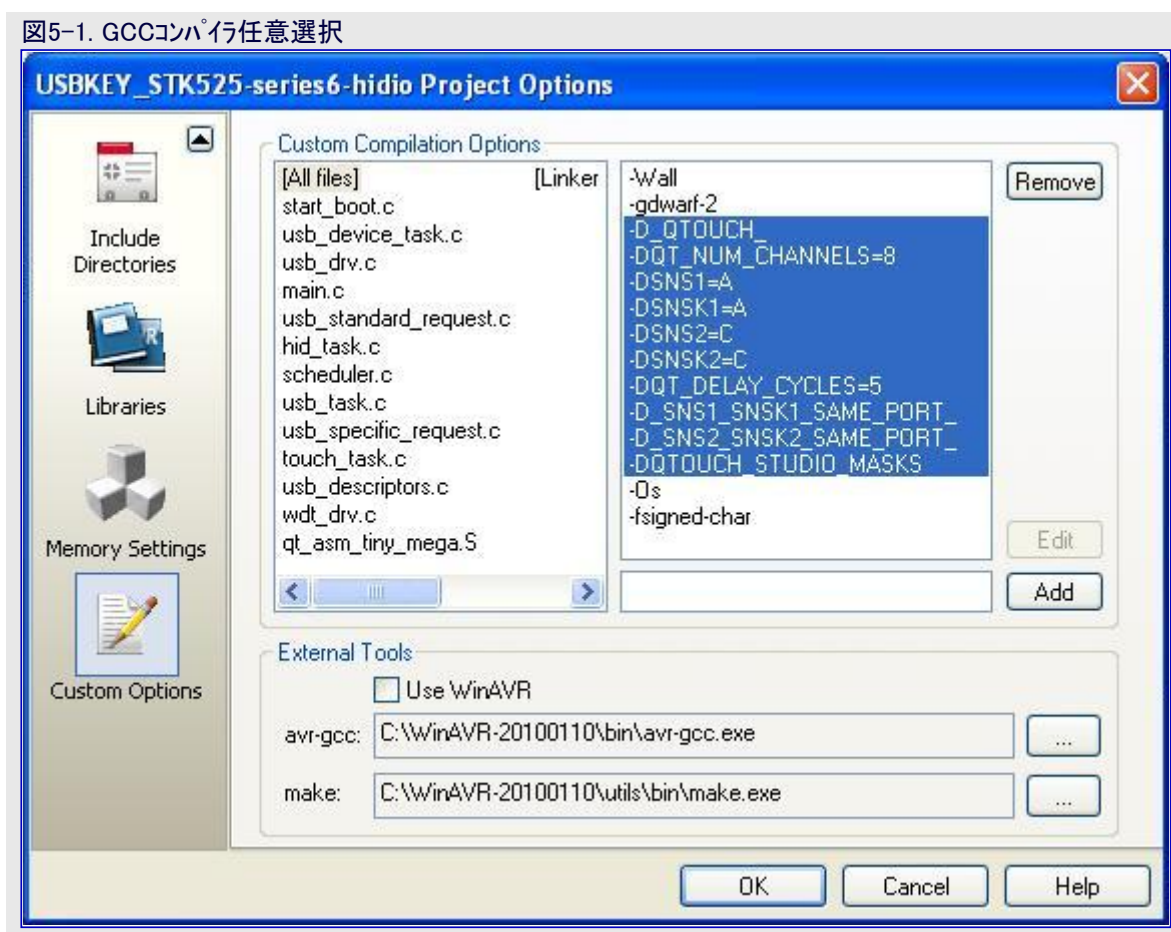 図5-1. GCCコンパイラ任意選択
USBKEY_STK525-series6-hidio Project Options
Include
Directories
Libraries
Memory Settings
Custom Options
Custom Compilation Options
[All files] [Linker
start_boot.c
usb_device_task.c
usb_drv.c
main.c
usb_standard_request.c
hid_task.c
scheduler.c
usb_task.c
usb_specific_request.c
touch_task.c
usb_descriptors.c
wdt_drv.c
qt_asm_tiny_mega.S
-Wall
-gdwarf-2
-D_QTOUCH_
-DQT_NUM_CHANNELS=8
-DSNS1=A
-DSNSK1=A
-DSNS2=C
-DSNSK2=C
-DQT_DELAY_CYCLES=5
-D_SNS1_SNSK1_SAME_PORT_
-D_SNS2_SNSK2_SAME_PORT_
-DQTOUCH_STUDIO_MASKS
-Os
-fsigned-char
Remove
Edit
Add
External Tools
Use WinAVR
avr-gcc: C:\WinAVR-20100110\bin\avr-gcc.exe ...
make: C:\WinAVR-20100110\utils\bin\make.exe ...
OK Cancel Help